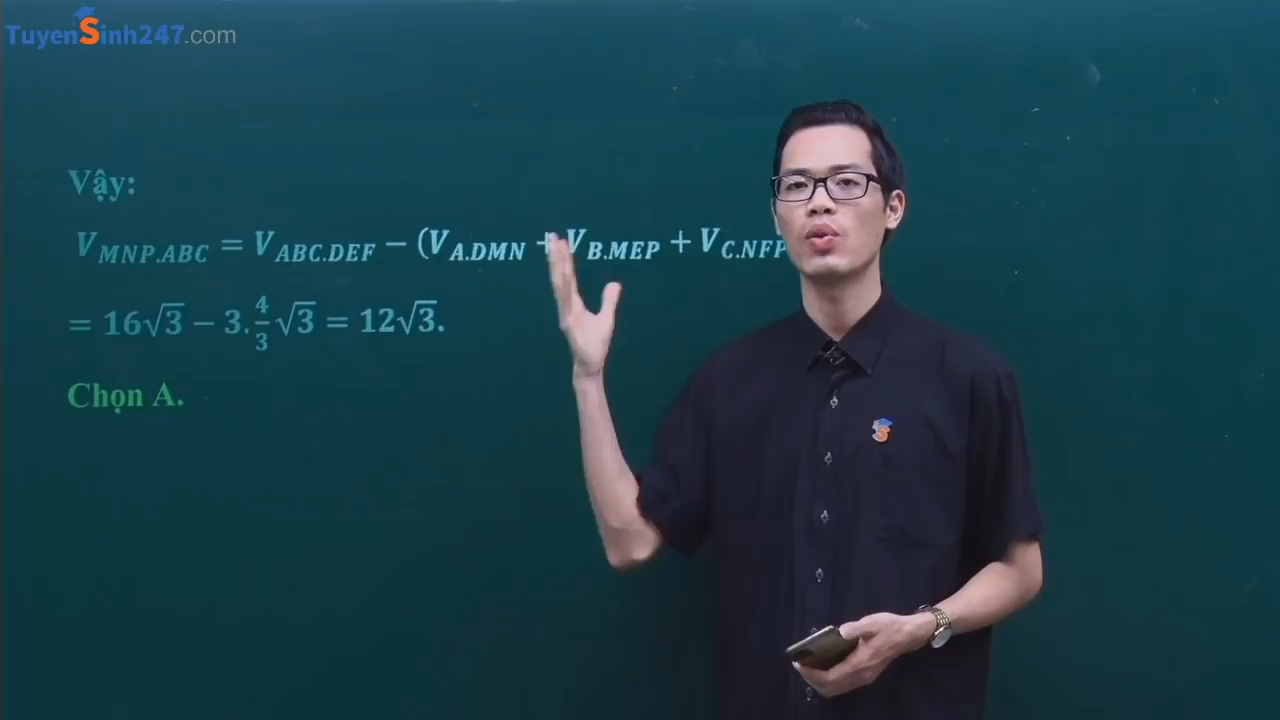 TuyenSinh247.com
Vậy:
V_{MNP.ABC} = V_{ABC.DEF} − (V_{A.DMN} + V_{B.MEP} + V_{C.NFP}
= 16√3 − 3.\frac{4}{3}√3 = 12√3.
Chọn A.